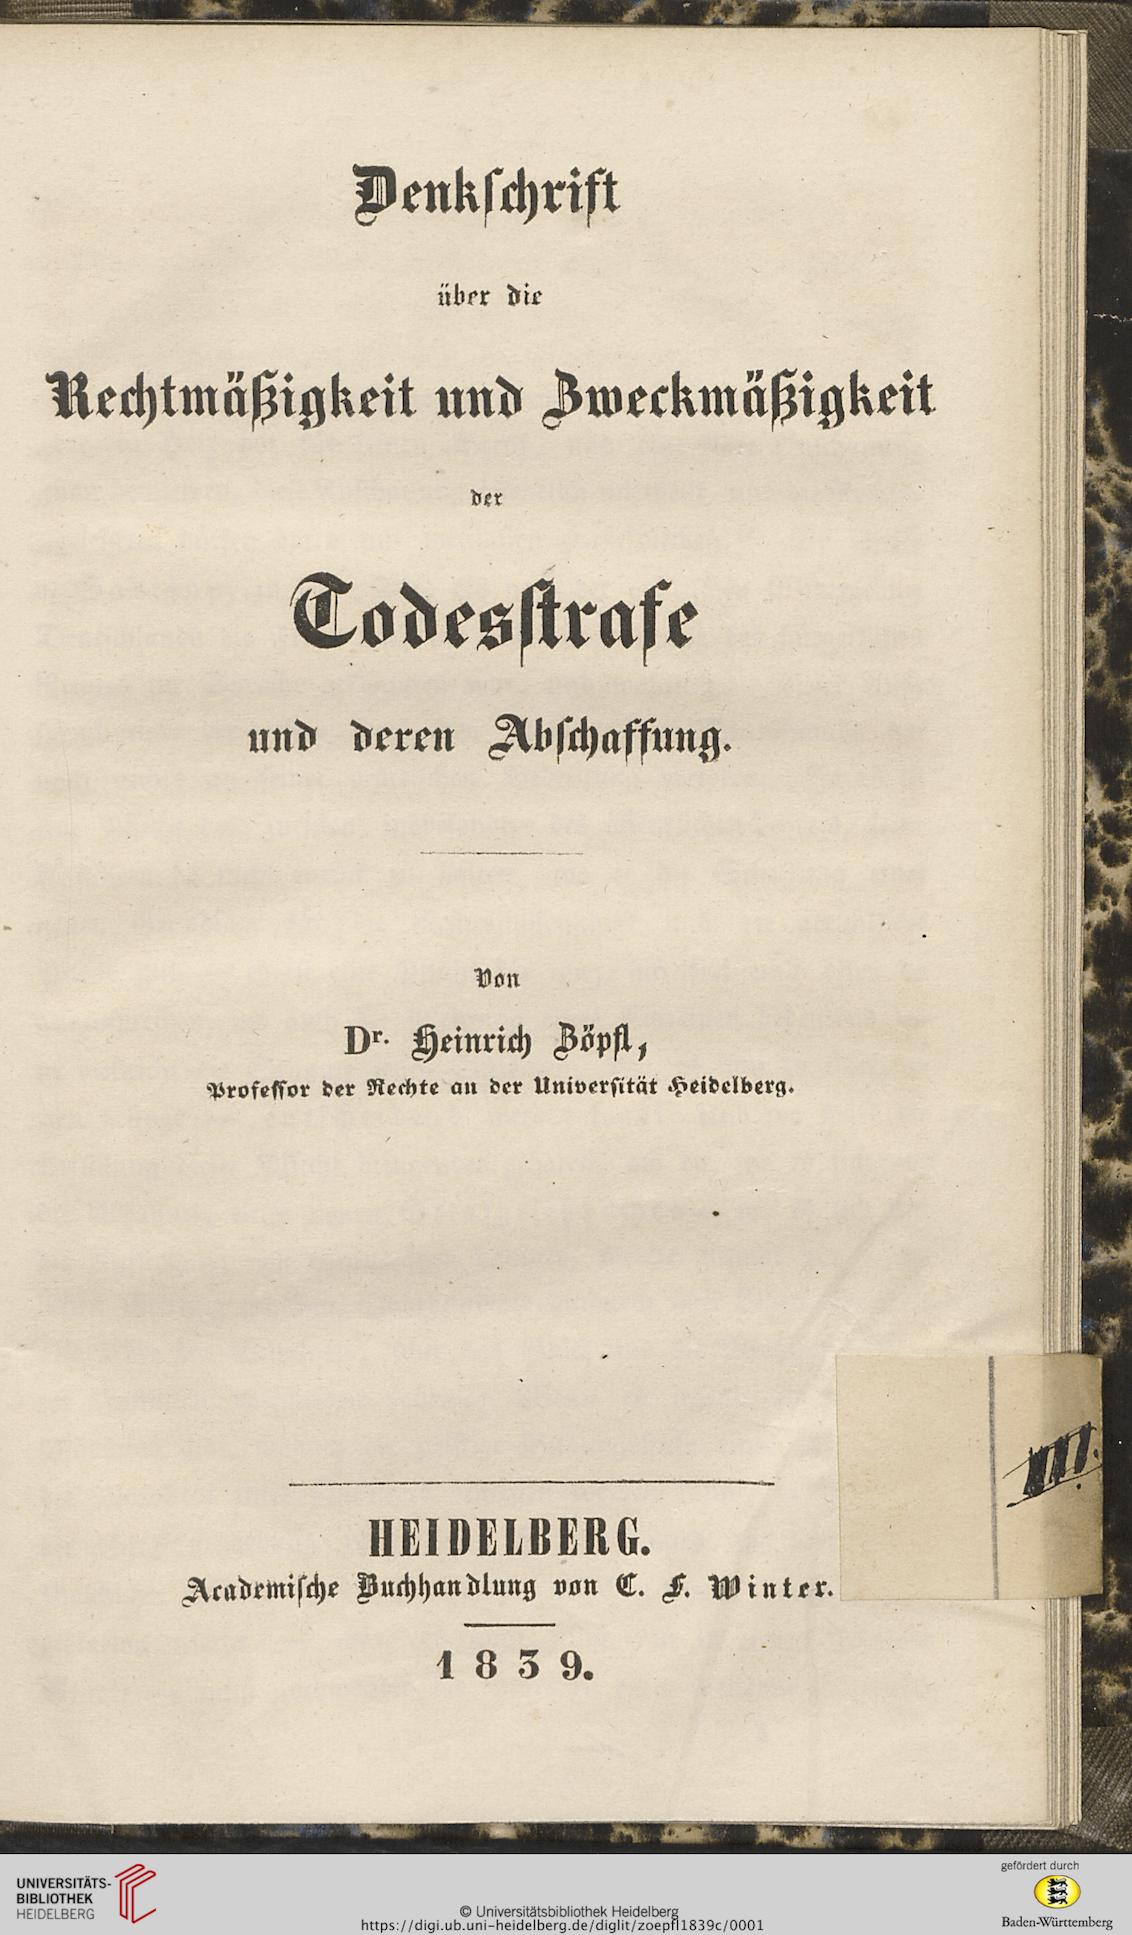 Denkſchrift
über die
Rechtmäßigkeit und Zweckmäßigkeit
der
Todesſtrafe
und deren Abſchaffung.
Von
Dr. Heinrich Zöpfl,
Profeſſor der Rechte an der Univerſität Heidelberg.
VII.
HEIDELBERG.
Academiſche Buchhandlung von C. F. Winter.
1839.
UNIVERSITÄTS-
BIBLIOTHEK
HEIDELBERG
© Universitätsbibliothek Heidelberg
https://digi.ub.uni-heidelberg.de/diglit/zoepfl1839c/0001
gefördert durch
Baden-Württemberg